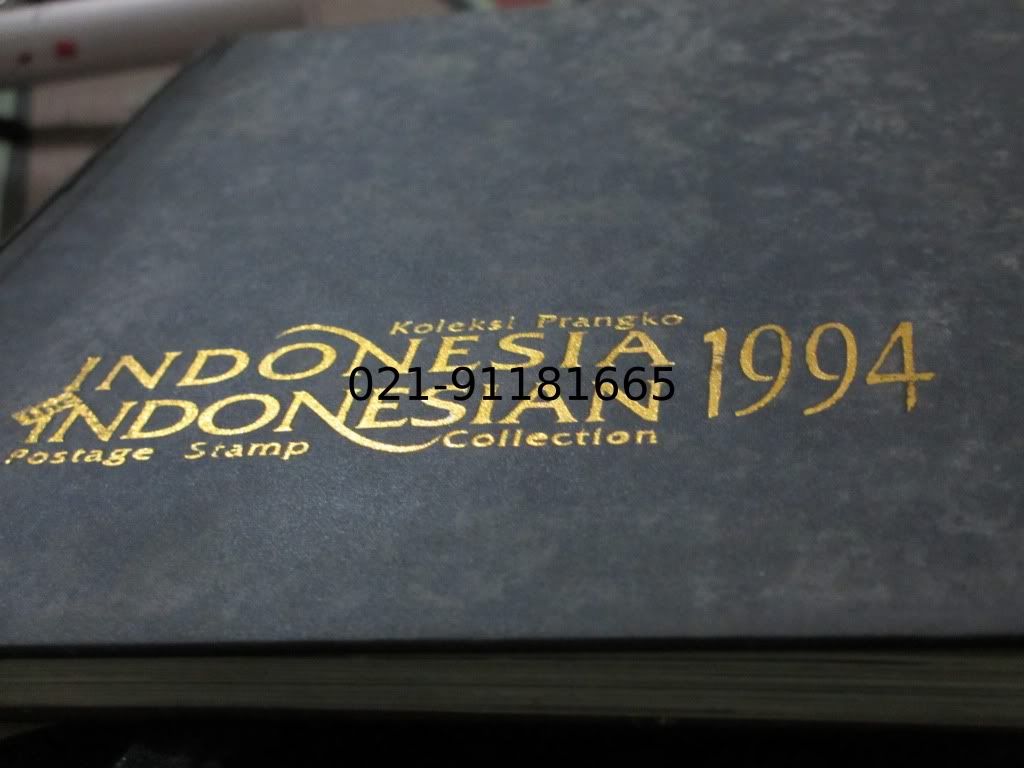 Koleksi Prangko
INDONESIA 1994
021-91181665
INDONESIAN
Postage Stamp Collection